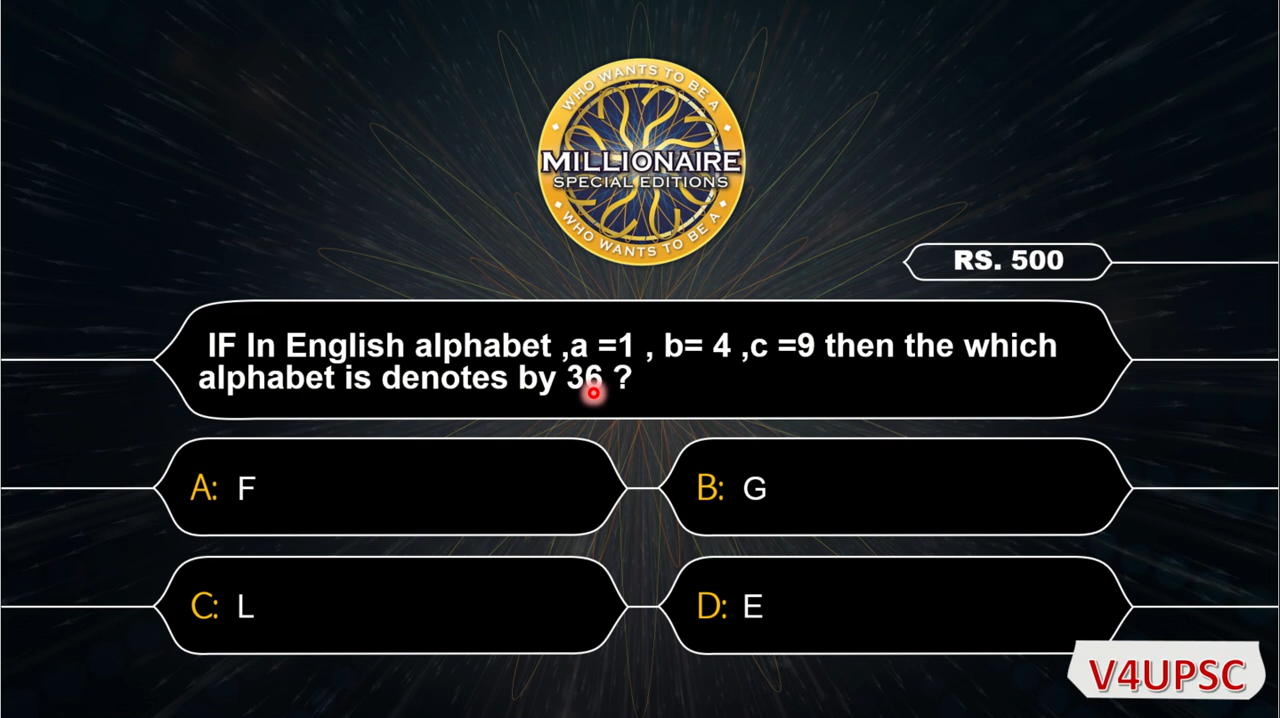 WHO WANTS TO BE A
MILLIONAIRE
SPECIAL EDITIONS
WHO WANTS TO BE A
RS. 500
IF In English alphabet ,a =1 , b= 4 ,c =9 then the which
alphabet is denotes by 36 ?
A: F
B: G
C: L
D: E
V4UPSC